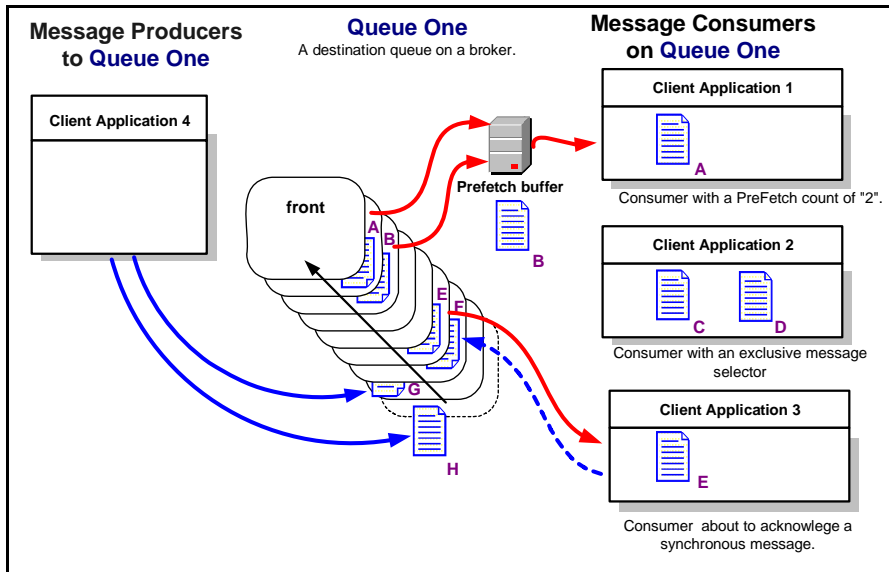 Message Producers
to Queue One
Client Application 4
Queue One
A destination queue on a broker.
front
A
B
E
F
G
H
Prefetch buffer
B
Message Consumers
on Queue One
Client Application 1
A
Consumer with a PreFetch count of "2".
Client Application 2
C
D
Consumer with an exclusive message
selector
Client Application 3
E
Consumer about to acknowlege a
synchronous message.